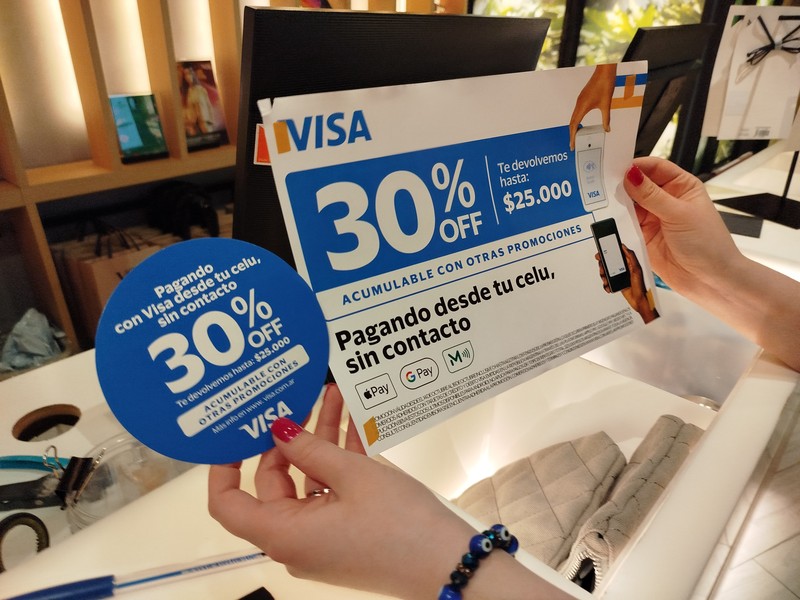 VISA
30%
OFF
Te devolvemos
hasta:
$25.000
ACUMULABLE CON OTRAS PROMOCIONES
Pagando desde tu celu,
sin contacto
Pay
G Pay
M
VISA
Pagando
con Visa desde tu celu,
sin contacto
30%
OFF
Te devolvemos hasta: $25.000
ACUMULABLE CON
OTRAS PROMOCIONES
Más info en www.visa.com.ar
VISA